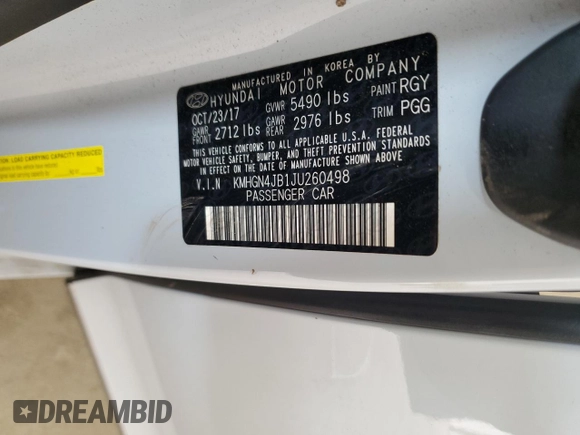 MANUFACTURED IN KOREA BY
HYUNDAI MOTOR COMPANY
OCT/23/17 GVWR 5490 lbs PAINT RGY
GAWR FRONT 2712 lbs GAWR REAR 2976 lbs TRIM PGG
THIS VEHICLE CONFORMS TO ALL APPLICABLE U.S.A. FEDERAL
MOTOR VEHICLE SAFETY, BUMPER, AND THEFT PREVENTION STANDARDS
IN EFFECT ON THE DATE OF MANUFACTURE SHOWN ABOVE.
V.I.N KMHGN4JB1JU260498
PASSENGER CAR
LOAD CARRYING CAPACITY REDUCED
DREAMBID